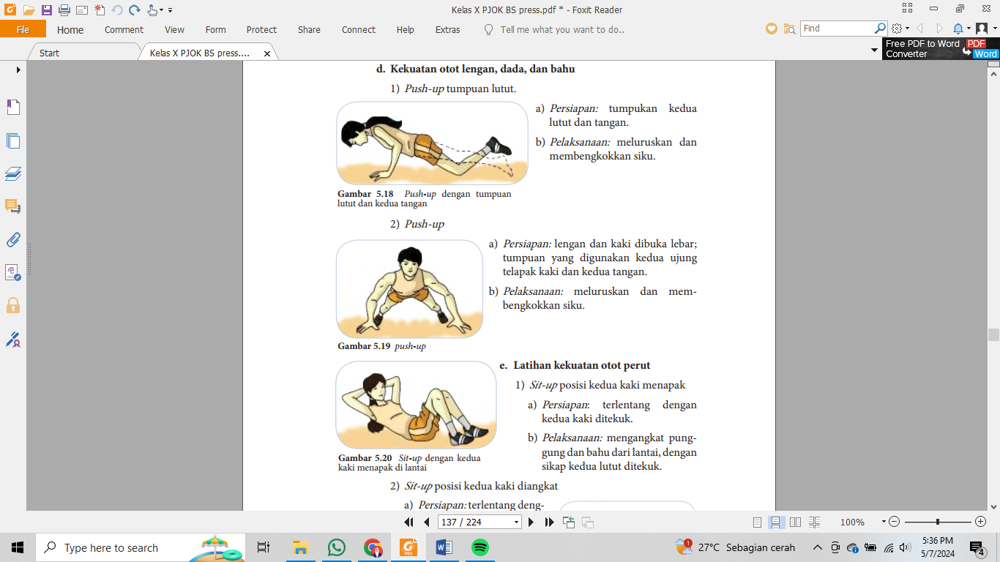 Kelas X PJOK BS press.pdf * - Foxit Reader
File Home Comment View Form Protect Share Connect Help Extras Tell me what you want to do.. Find
Start Kelas X PJOK BS press.... × Free PDF to Word PDF
Converter Word
d. Kekuatan otot lengan, dada, dan bahu
1) Push-up tumpuan lutut.
a) Persiapan: tumpukan kedua
lutut dan tangan.
b) Pelaksanaan: meluruskan dan
membengkokkan siku.
Gambar 5.18 Push-up dengan tumpuan
lutut dan kedua tangan
2) Push-up
a) Persiapan: lengan dan kaki dibuka lebar;
tumpuan yang digunakan kedua ujung
telapak kaki dan kedua tangan.
b) Pelaksanaan: meluruskan dan mem-
bengkokkan siku.
Gambar 5.19 push-up
e. Latihan kekuatan otot perut
1) Sit-up posisi kedua kaki menapak
a) Persiapan: terlentang dengan
kedua kaki ditekuk.
b) Pelaksanaan: mengangkat pung-
gung dan bahu dari lantai, dengan
sikap kedua lutut ditekuk.
Gambar 5.20 Sit-up dengan kedua
kaki menapak di lantai
2) Sit-up posisi kedua kaki diangkat
a) Persiapan: terlentang deng-
137 / 224 100%
Type here to search 27°C Sebagian cerah 5:36 PM
5/7/2024 4